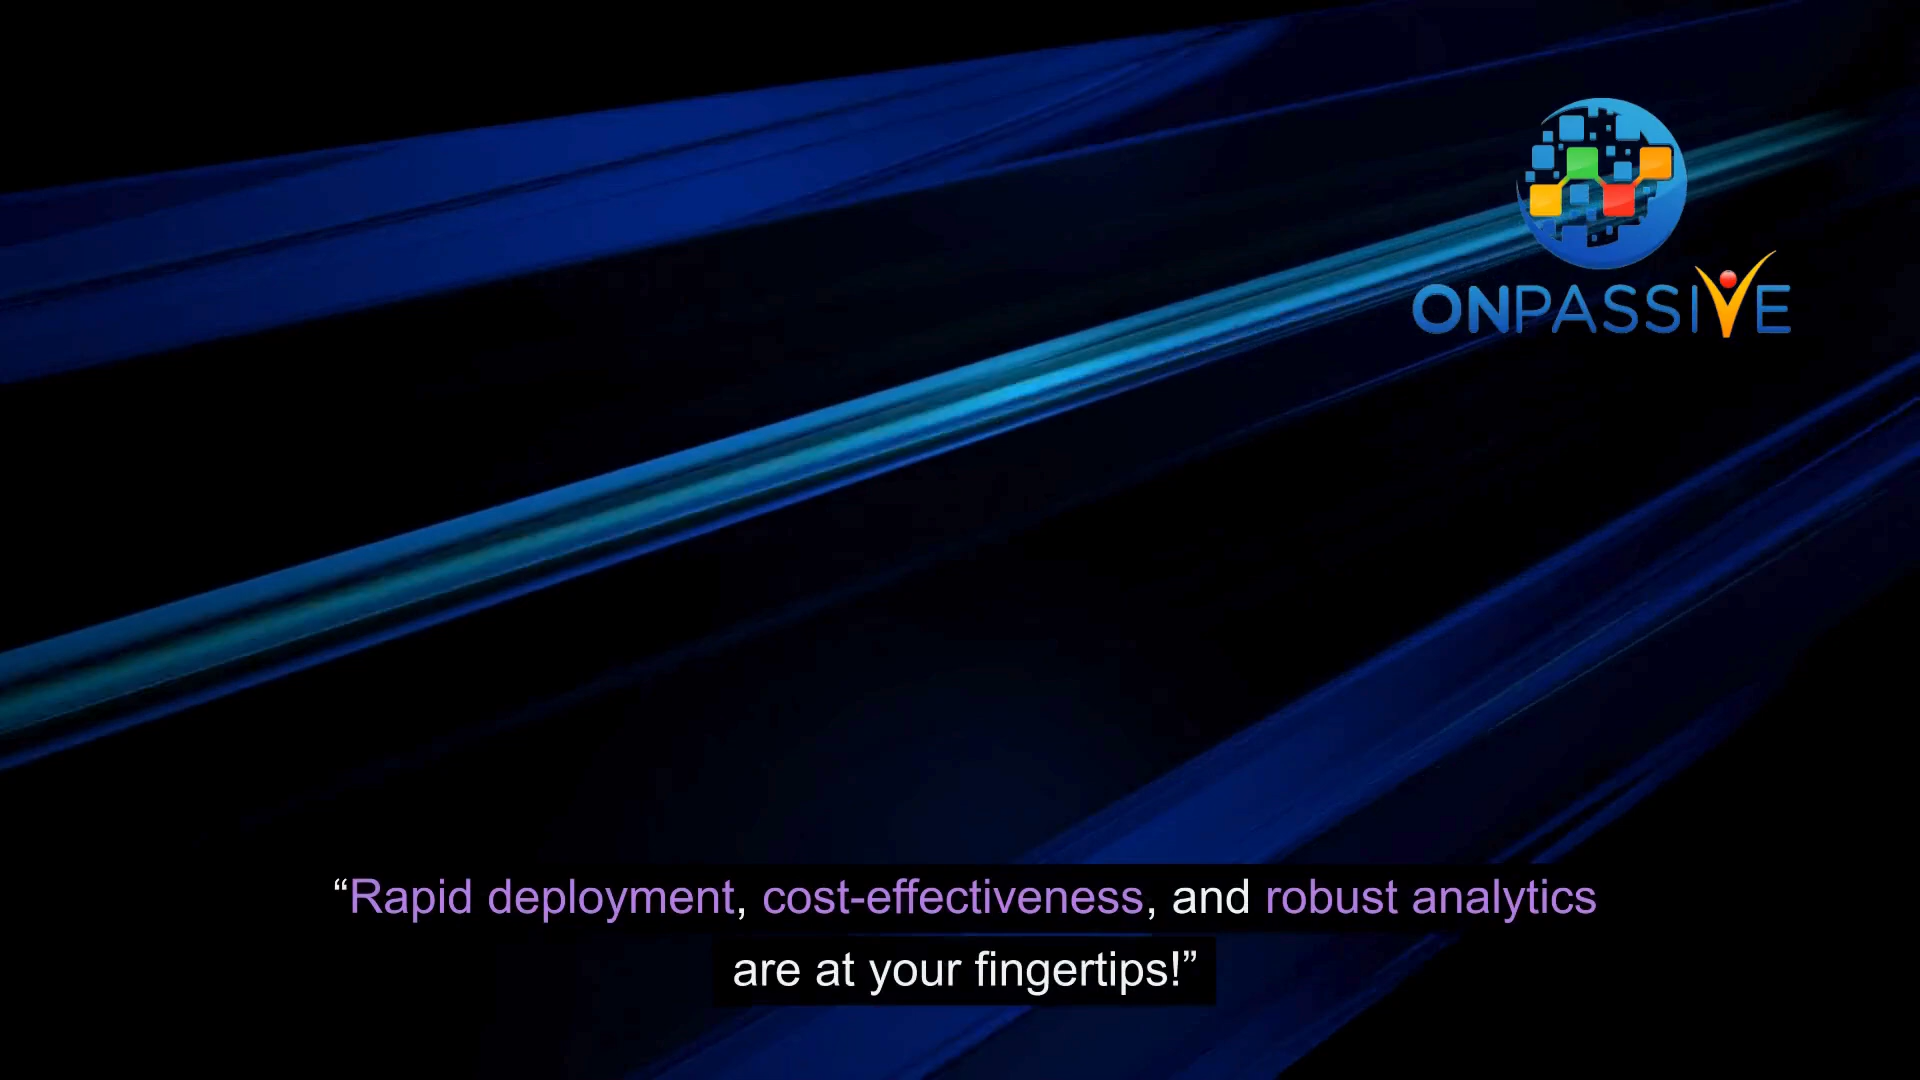 ONPASSIVE
“Rapid deployment, cost-effectiveness, and robust analytics
are at your fingertips!”